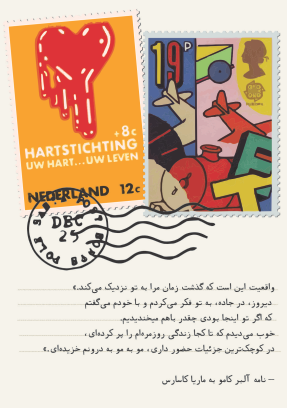 +8c
HARTSTICHTING
UW HART...UW LEVEN
NEDERLAND 12c
19P
DEC
25
واقعیت این است که گذشت زمان مرا به تو نزدیک می‌کند.»
دیروز، در جاده، به تو فکر می‌کردم و با خودم می‌گفتم
که اگر تو اینجا بودی چقدر باهم میخندیدیم.
خوب می‌دیدم که تا کجا زندگی روزمره‌ام را پر کرده‌ای،
در کوچک‌ترین جزئیات حضور داری، مو به مو به درونم خزیده‌ای.»
– نامه آلبر کامو به ماریا کاسارس